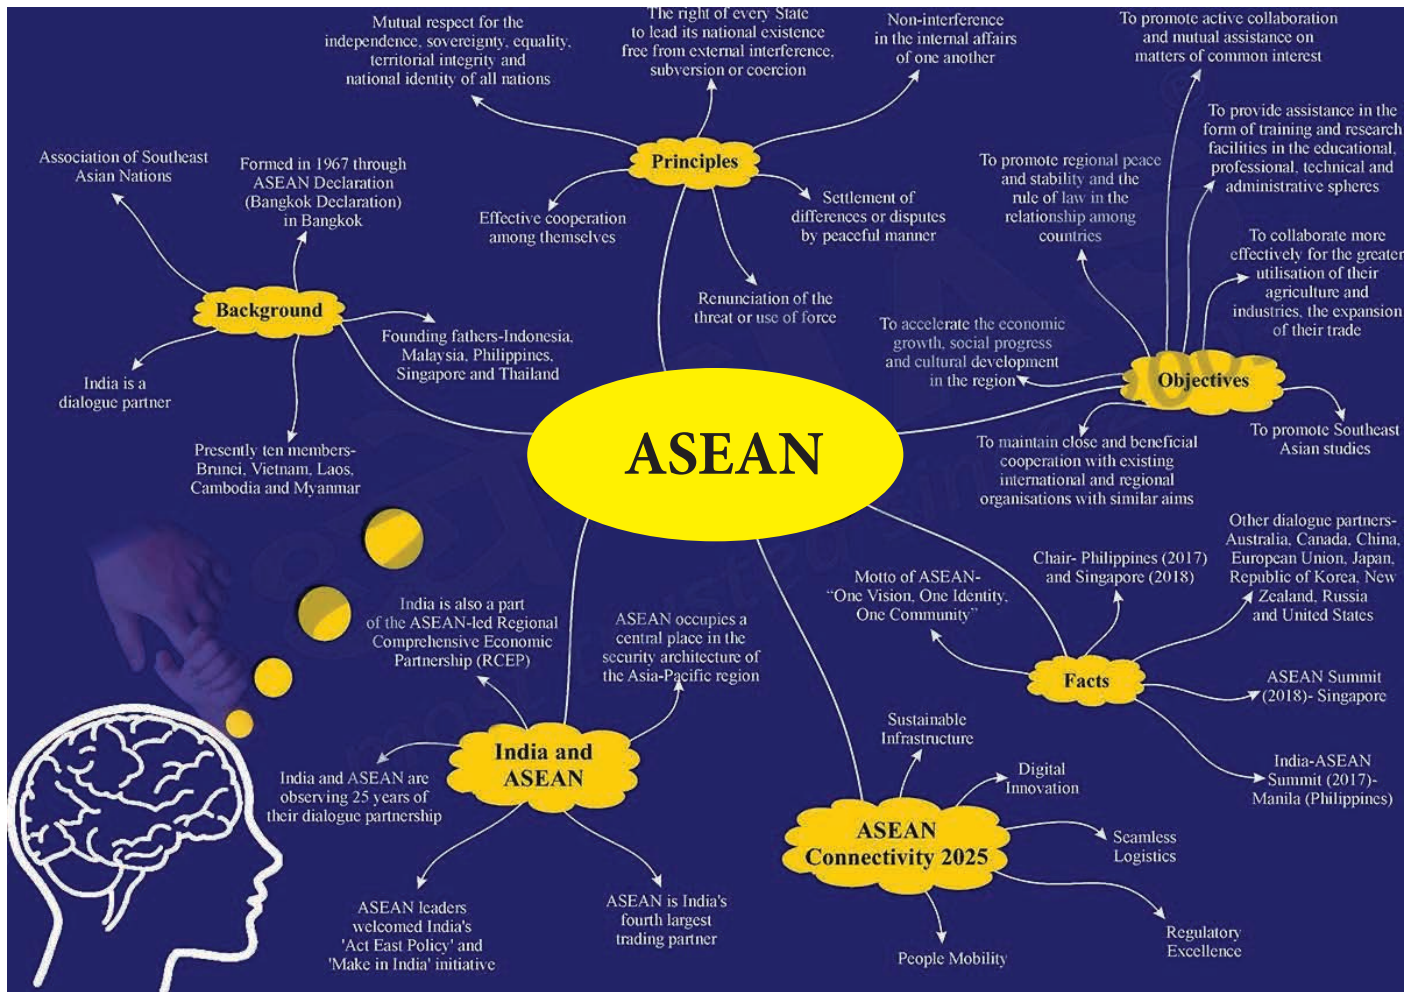 Mutual respect for the
independence, sovereignty, equality,
territorial integrity and
national identity of all nations
The right of every State
to lead its national existence
free from external interference,
subversion or coercion
Non-interference
in the internal affairs
of one another
To promote active collaboration
and mutual assistance on
matters of common interest
Principles
Effective cooperation
among themselves
Settlement of
differences or disputes
by peaceful manner
Renunciation of the
threat or use of force
Association of Southeast
Asian Nations
Formed in 1967 through
ASEAN Declaration
(Bangkok Declaration)
in Bangkok
Background
India is a
dialogue partner
Founding fathers-Indonesia,
Malaysia, Philippines,
Singapore and Thailand
Presently ten members-
Brunei, Vietnam, Laos,
Cambodia and Myanmar
To promote regional peace
and stability and the
rule of law in the
relationship among
countries
To provide assistance in the
form of training and research
facilities in the educational,
professional, technical and
administrative spheres
To collaborate more
effectively for the greater
utilisation of their
agriculture and
industries, the expansion
of their trade
To accelerate the economic
growth, social progress
and cultural development
in the region
Objectives
To promote Southeast
Asian studies
To maintain close and beneficial
cooperation with existing
international and regional
organisations with similar aims
ASEAN
Motto of ASEAN-
“One Vision, One Identity,
One Community”
Chair- Philippines (2017)
and Singapore (2018)
Other dialogue partners-
Australia, Canada, China,
European Union, Japan,
Republic of Korea, New
Zealand, Russia
and United States
Facts
ASEAN Summit
(2018)- Singapore
India-ASEAN
Summit (2017)-
Manila (Philippines)
India is also a part
of the ASEAN-led Regional
Comprehensive Economic
Partnership (RCEP)
ASEAN occupies a
central place in the
security architecture of
the Asia-Pacific region
India and
ASEAN
India and ASEAN are
observing 25 years of
their dialogue partnership
ASEAN leaders
welcomed India's
'Act East Policy' and
'Make in India' initiative
ASEAN is India's
fourth largest
trading partner
Sustainable
Infrastructure
Digital
Innovation
ASEAN
Connectivity 2025
Seamless
Logistics
Regulatory
Excellence
People Mobility